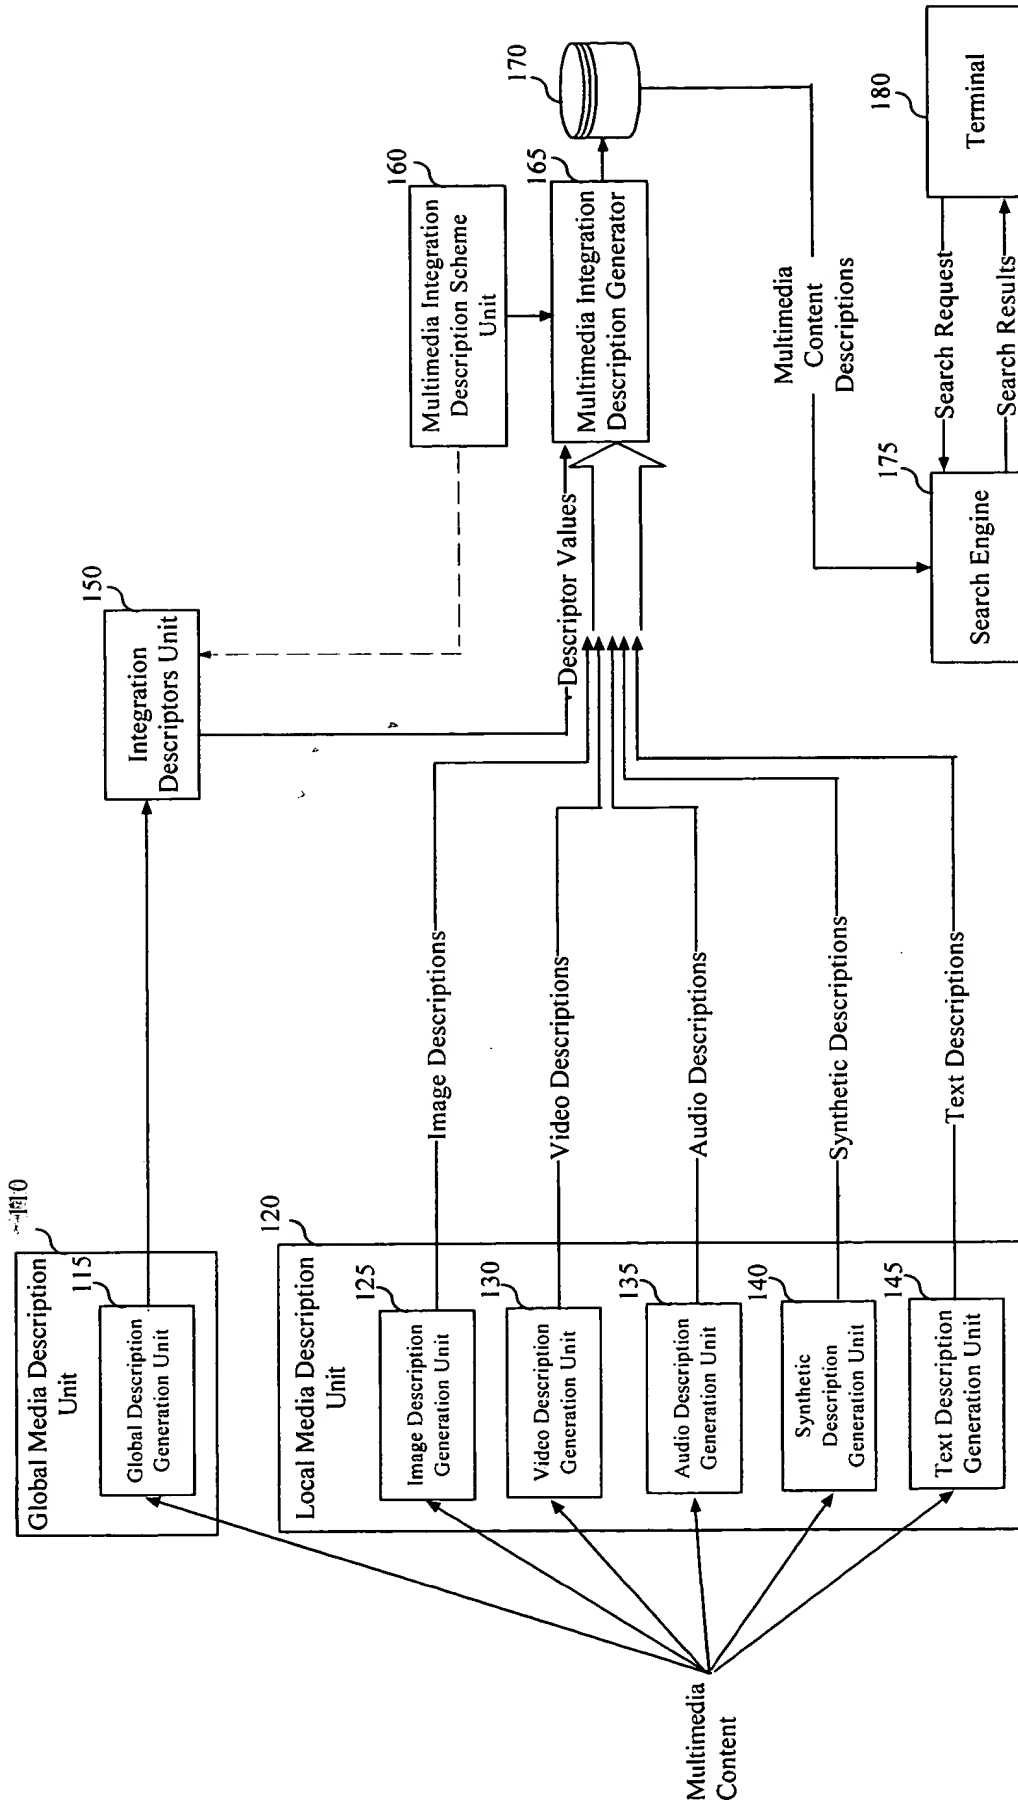 110
Global Media Description
Unit
115
Global Description
Generation Unit
150
Integration
Descriptors Unit
160
Multimedia Integration
Description Scheme
Unit
165
Multimedia Integration
Description Generator
170
Descriptor Values
Multimedia
Content
120
Local Media Description
Unit
125
Image Description
Generation Unit
130
Video Description
Generation Unit
135
Audio Description
Generation Unit
140
Synthetic
Description
Generation Unit
145
Text Description
Generation Unit
Image Descriptions
Video Descriptions
Audio Descriptions
Synthetic Descriptions
Text Descriptions
Multimedia
Content
Descriptions
175
Search Engine
Search Request
Search Results
180
Terminal